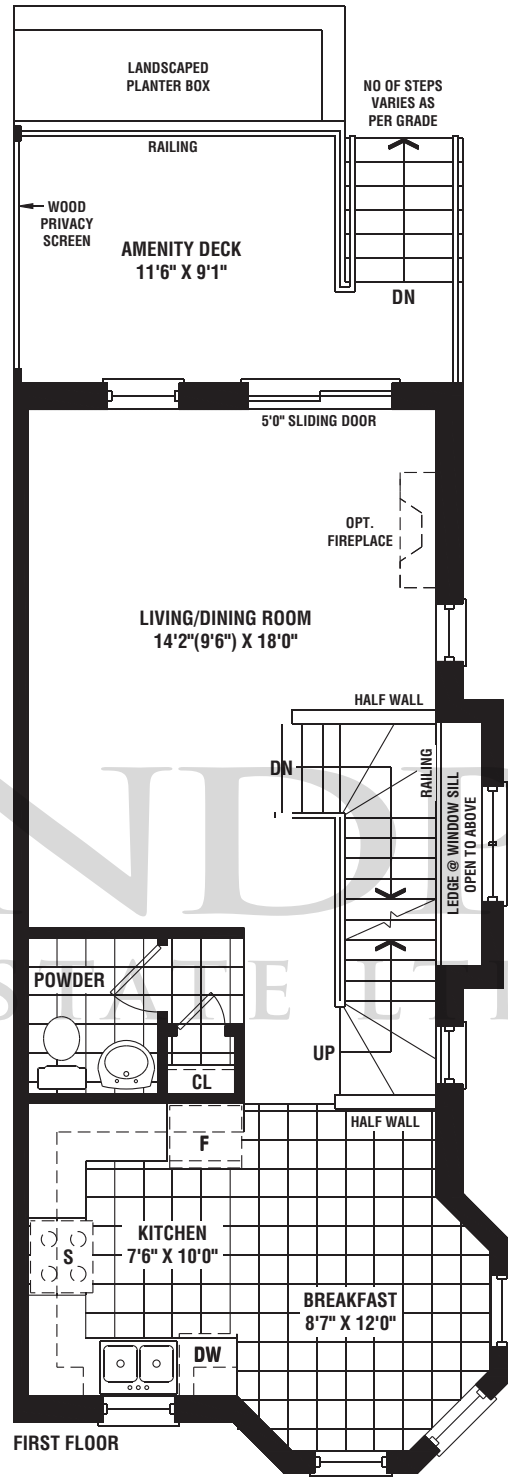 LANDSCAPED
PLANTER BOX
NO OF STEPS
VARIES AS
PER GRADE
RAILING
WOOD
PRIVACY
SCREEN
AMENITY DECK
11'6" X 9'1"
DN
5'0" SLIDING DOOR
OPT.
FIREPLACE
LIVING/DINING ROOM
14'2"(9'6") X 18'0"
HALF WALL
DN
RAILING
LEDGE @ WINDOW SILL
OPEN TO ABOVE
POWDER
UP
CL
HALF WALL
F
KITCHEN
7'6" X 10'0"
S
BREAKFAST
8'7" X 12'0"
DW
FIRST FLOOR